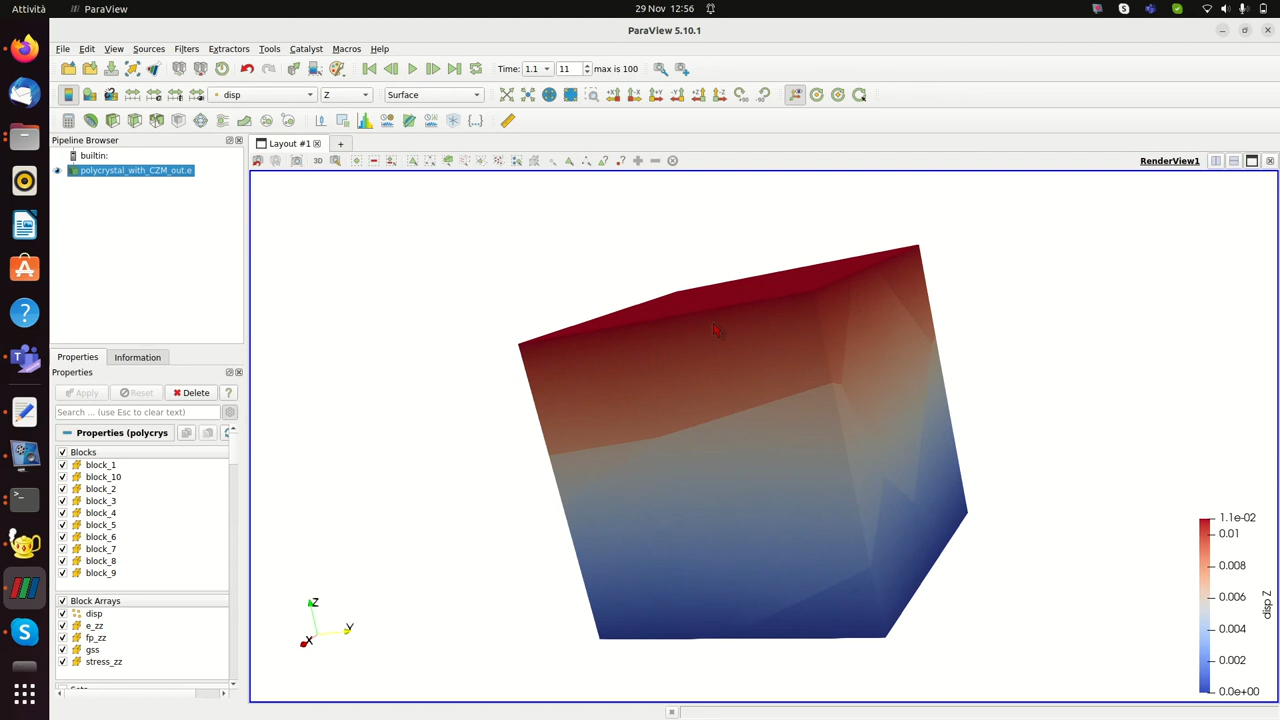 Attività ParaView 29 Nov 12:56
ParaView 5.10.1
File Edit View Sources Filters Extractors Tools Catalyst Macros Help
Time: 1.1 11 max is 100
disp Z Surface
Pipeline Browser Layout #1
3D RenderView1
builtin:
polycrystal_with_CZM_out.e
Properties Information
Properties
Apply Reset Delete ?
Search ... (use Esc to clear text)
Properties (polycrys
Blocks
block_1
block_10
block_2
block_3
block_4
block_5
block_6
block_7
block_8
block_9
Block Arrays
disp
e_zz
fp_zz
gss
stress_zz
Z
Y
X
1.1e-02
0.01
0.008
0.006
0.004
0.002
0.0e+00
disp Z